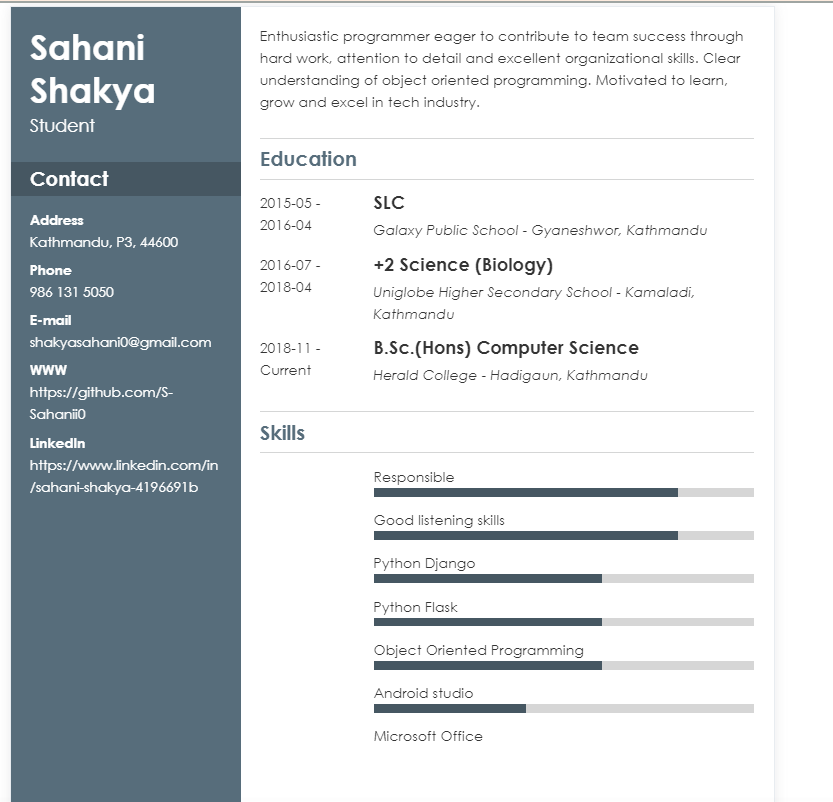 Sahani
Shakya
Student
Contact
Address
Kathmandu, P3, 44600
Phone
986 131 5050
E-mail
shakyasahani0@gmail.com
WWW
https://github.com/S-
Sahanii0
LinkedIn
https://www.linkedin.com/in
/sahani-shakya-4196691b
Enthusiastic programmer eager to contribute to team success through
hard work, attention to detail and excellent organizational skills. Clear
understanding of object oriented programming. Motivated to learn,
grow and excel in tech industry.
Education
2015-05 -
2016-04
SLC
Galaxy Public School - Gyaneshwor, Kathmandu
2016-07 -
2018-04
+2 Science (Biology)
Uniglobe Higher Secondary School - Kamaladi,
Kathmandu
2018-11 -
Current
B.Sc.(Hons) Computer Science
Herald College - Hadigaun, Kathmandu
Skills
Responsible
Good listening skills
Python Django
Python Flask
Object Oriented Programming
Android studio
Microsoft Office